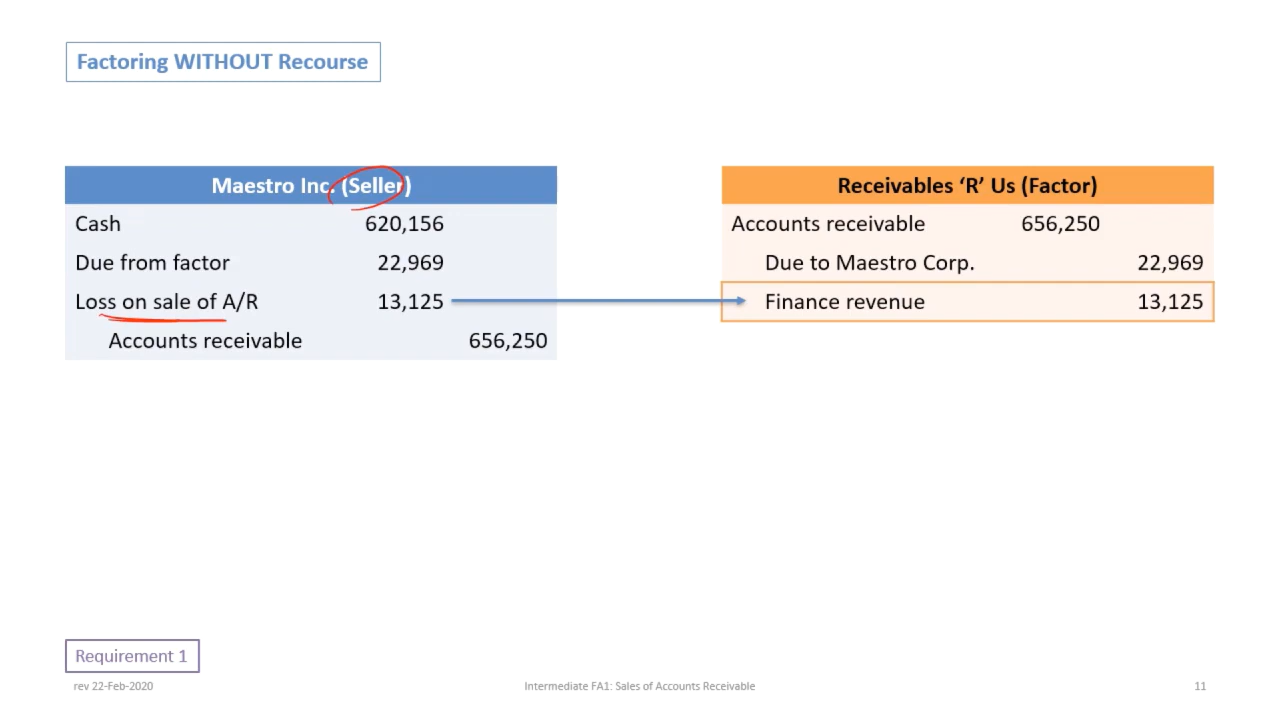 Factoring WITHOUT Recourse
Maestro Inc. (Seller)
Cash 620,156
Due from factor 22,969
Loss on sale of A/R 13,125
Accounts receivable 656,250
Receivables ‘R’ Us (Factor)
Accounts receivable 656,250
Due to Maestro Corp. 22,969
Finance revenue 13,125
Requirement 1
rev 22-Feb-2020
Intermediate FA1: Sales of Accounts Receivable
11